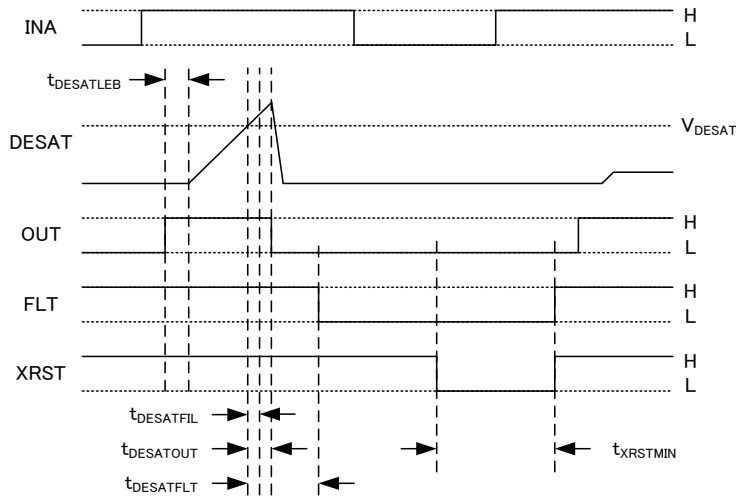 INA
H
L
tDESATLEB
DESAT
VDESAT
OUT
H
L
FLT
H
L
XRST
H
L
tDESATFIL
tDESATOUT
tXRSTMIN
tDESATFLT